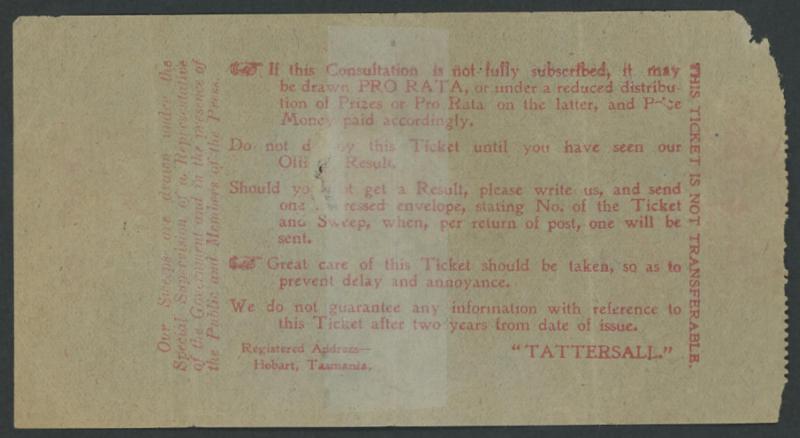 Our Sweeps are drawn under the
Special Supervision of a Representative
of the Government and in the presence of
the Public and Members of the Press.
If this Consultation is not fully subscribed, it may
be drawn PRO RATA, or under a reduced distribu-
tion of Prizes or Pro Rata on the latter, and
Money paid accordingly.
Do not this Ticket until you have seen our
Result.
Should get a Result, please write us, and send
envelope, stating No. of the Ticket
and Sweep, when, per return of post, one will be
sent.
Great care of this Ticket should be taken, so as to
prevent delay and annoyance.
We do not guarantee any information with reference to
this Ticket after two years from date of issue.
Registered Address—
Hobart, Tasmania.
"TATTERSALL."
THIS TICKET IS NOT TRANSFERABLE.